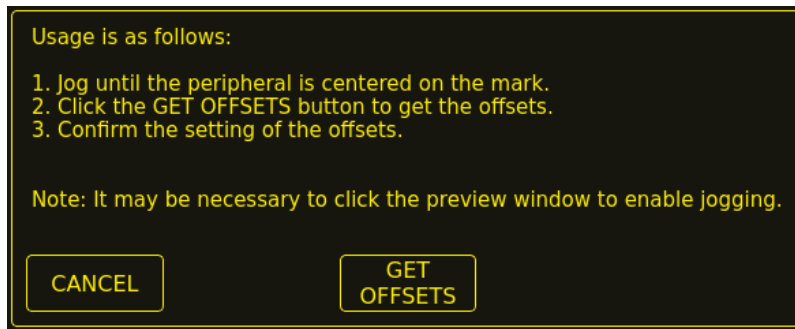 Usage is as follows:
1. Jog until the peripheral is centered on the mark.
2. Click the GET OFFSETS button to get the offsets.
3. Confirm the setting of the offsets.
Note: It may be necessary to click the preview window to enable jogging.
CANCEL
GET
OFFSETS